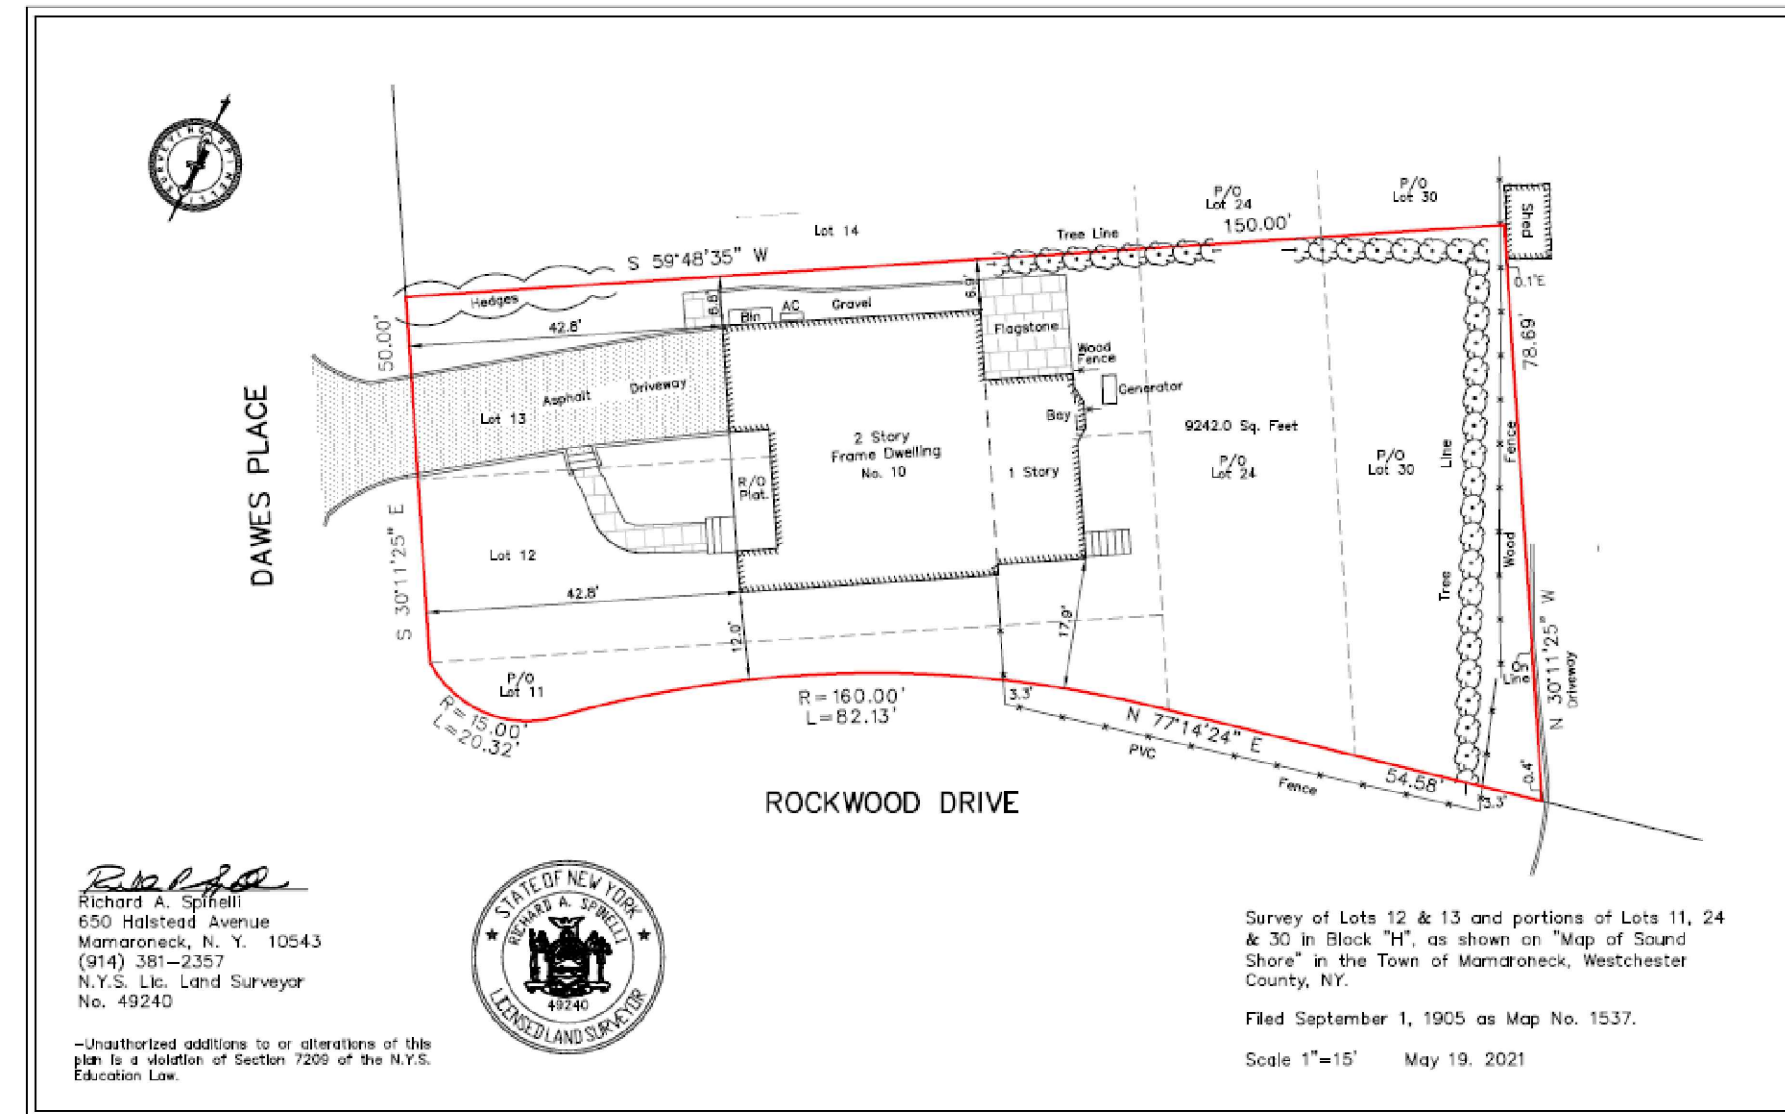 SURVEYING SPINELLI
P/O
Lot 24
P/O
Lot 30
Lot 14
Tree Line
150.00'
Shed
S 59°48'35" W
Hedges
6.8'
Bin
AC
Gravel
6.9'
0.1'E
42.8'
50.00'
Flagstone
Wood
Fence
78.69'
Asphalt Driveway
Generator
Lot 13
Bay
9242.0 Sq. Feet
Fence
DAWES PLACE
2 Story
Frame Dwelling
No. 10
1 Story
P/O
Lot 24
P/O
Lot 30
Line
R/O
Plat.
S 30°11'25" E
Lot 12
Wood
Tree
42.8'
12.0'
17.9'
N 30°11'25" W
Driveway
P/O
Lot 11
On
Line
R=15.00'
L=20.32'
R=160.00'
L=82.13'
3.3'
N 77°14'24" E
PVC
Fence
54.58'
0.4'
3.3'
ROCKWOOD DRIVE
Richard A. Spinelli
650 Halstead Avenue
Mamaroneck, N. Y. 10543
(914) 381-2357
N.Y.S. Lic. Land Surveyor
No. 49240
-Unauthorized additions to or alterations of this
plan is a violation of Section 7209 of the N.Y.S.
Education Law.
STATE OF NEW YORK
RICHARD A. SPINELLI
49240
LICENSED LAND SURVEYOR
Survey of Lots 12 & 13 and portions of Lots 11, 24
& 30 in Block "H", as shown on "Map of Sound
Shore" in the Town of Mamaroneck, Westchester
County, NY.
Filed September 1, 1905 as Map No. 1537.
Scale 1"=15' May 19. 2021